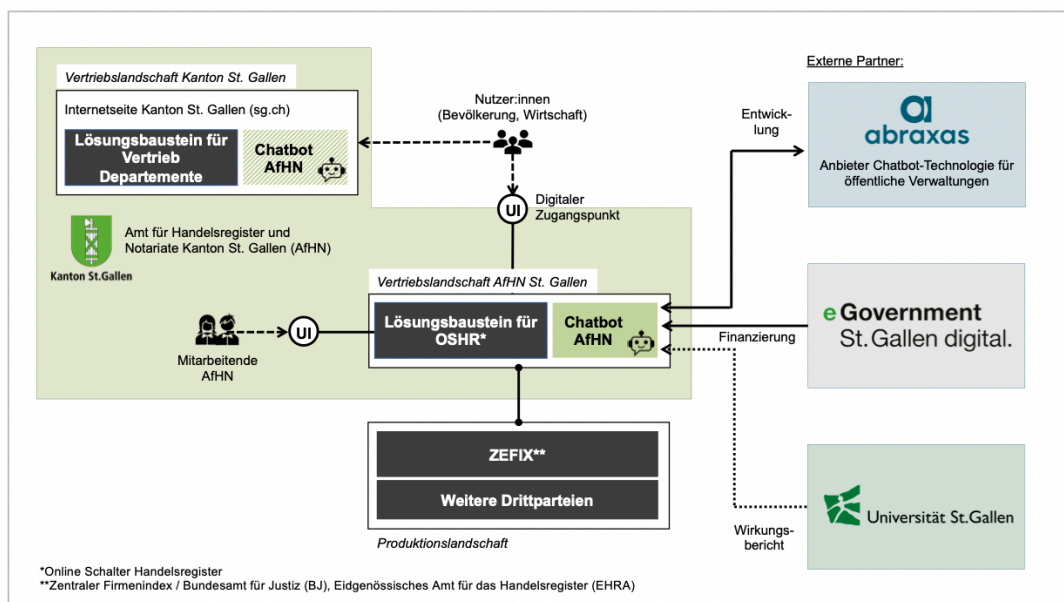 Vertriebslandschaft Kanton St. Gallen
Internetseite Kanton St. Gallen (sg.ch)
Lösungsbaustein für
Vertrieb
Departemente
Chatbot
AfHN
Nutzer:innen
(Bevölkerung, Wirtschaft)
UI
Digitaler
Zugangspunkt
Kanton St.Gallen
Amt für Handelsregister und
Notariate Kanton St. Gallen (AfHN)
Vertriebslandschaft AfHN St. Gallen
Lösungsbaustein für
OSHR*
Chatbot
AfHN
UI
Mitarbeitende
AfHN
ZEFIX**
Weitere Drittparteien
Produktionslandschaft
Externe Partner:
Entwick-
lung
abraxas
Anbieter Chatbot-Technologie für
öffentliche Verwaltungen
Finanzierung
eGovernment
St.Gallen digital.
Wirkungs-
bericht
Universität St.Gallen
*Online Schalter Handelsregister
**Zentraler Firmenindex / Bundesamt für Justiz (BJ), Eidgenössisches Amt für das Handelsregister (EHRA)